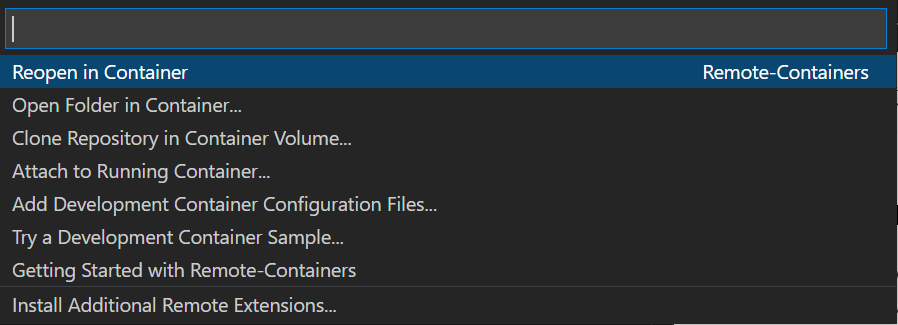 Reopen in Container Remote-Containers
Open Folder in Container...
Clone Repository in Container Volume...
Attach to Running Container...
Add Development Container Configuration Files...
Try a Development Container Sample...
Getting Started with Remote-Containers
Install Additional Remote Extensions...